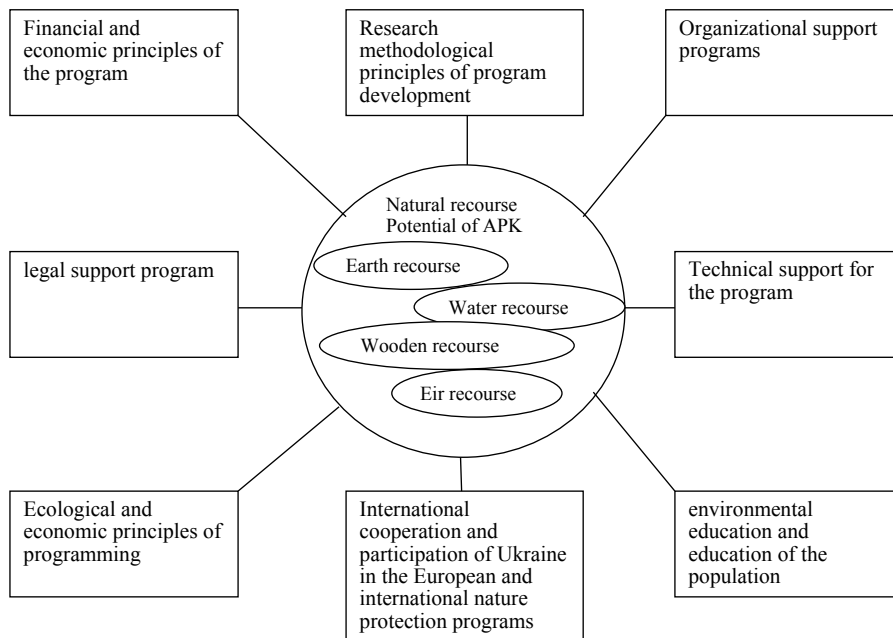 Financial and
economic principles of
the program
Research
methodological
principles of program
development
Organizational support
programs
Natural recourse
Potential of APK
Earth recourse
Water recourse
Wooden recourse
Eir recourse
legal support program
Technical support for
the program
Ecological and
economic principles of
programming
International
cooperation and
participation of Ukraine
in the European and
international nature
protection programs
environmental
education and
education of the
population